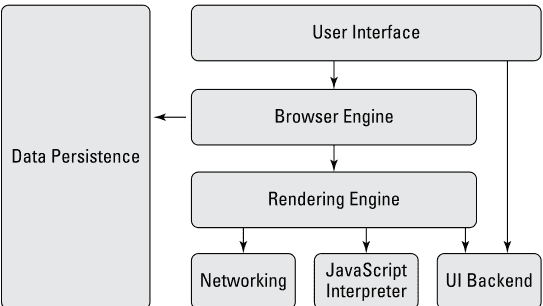 User Interface
Browser Engine
Data Persistence
Rendering Engine
Networking
JavaScript
Interpreter
UI Backend